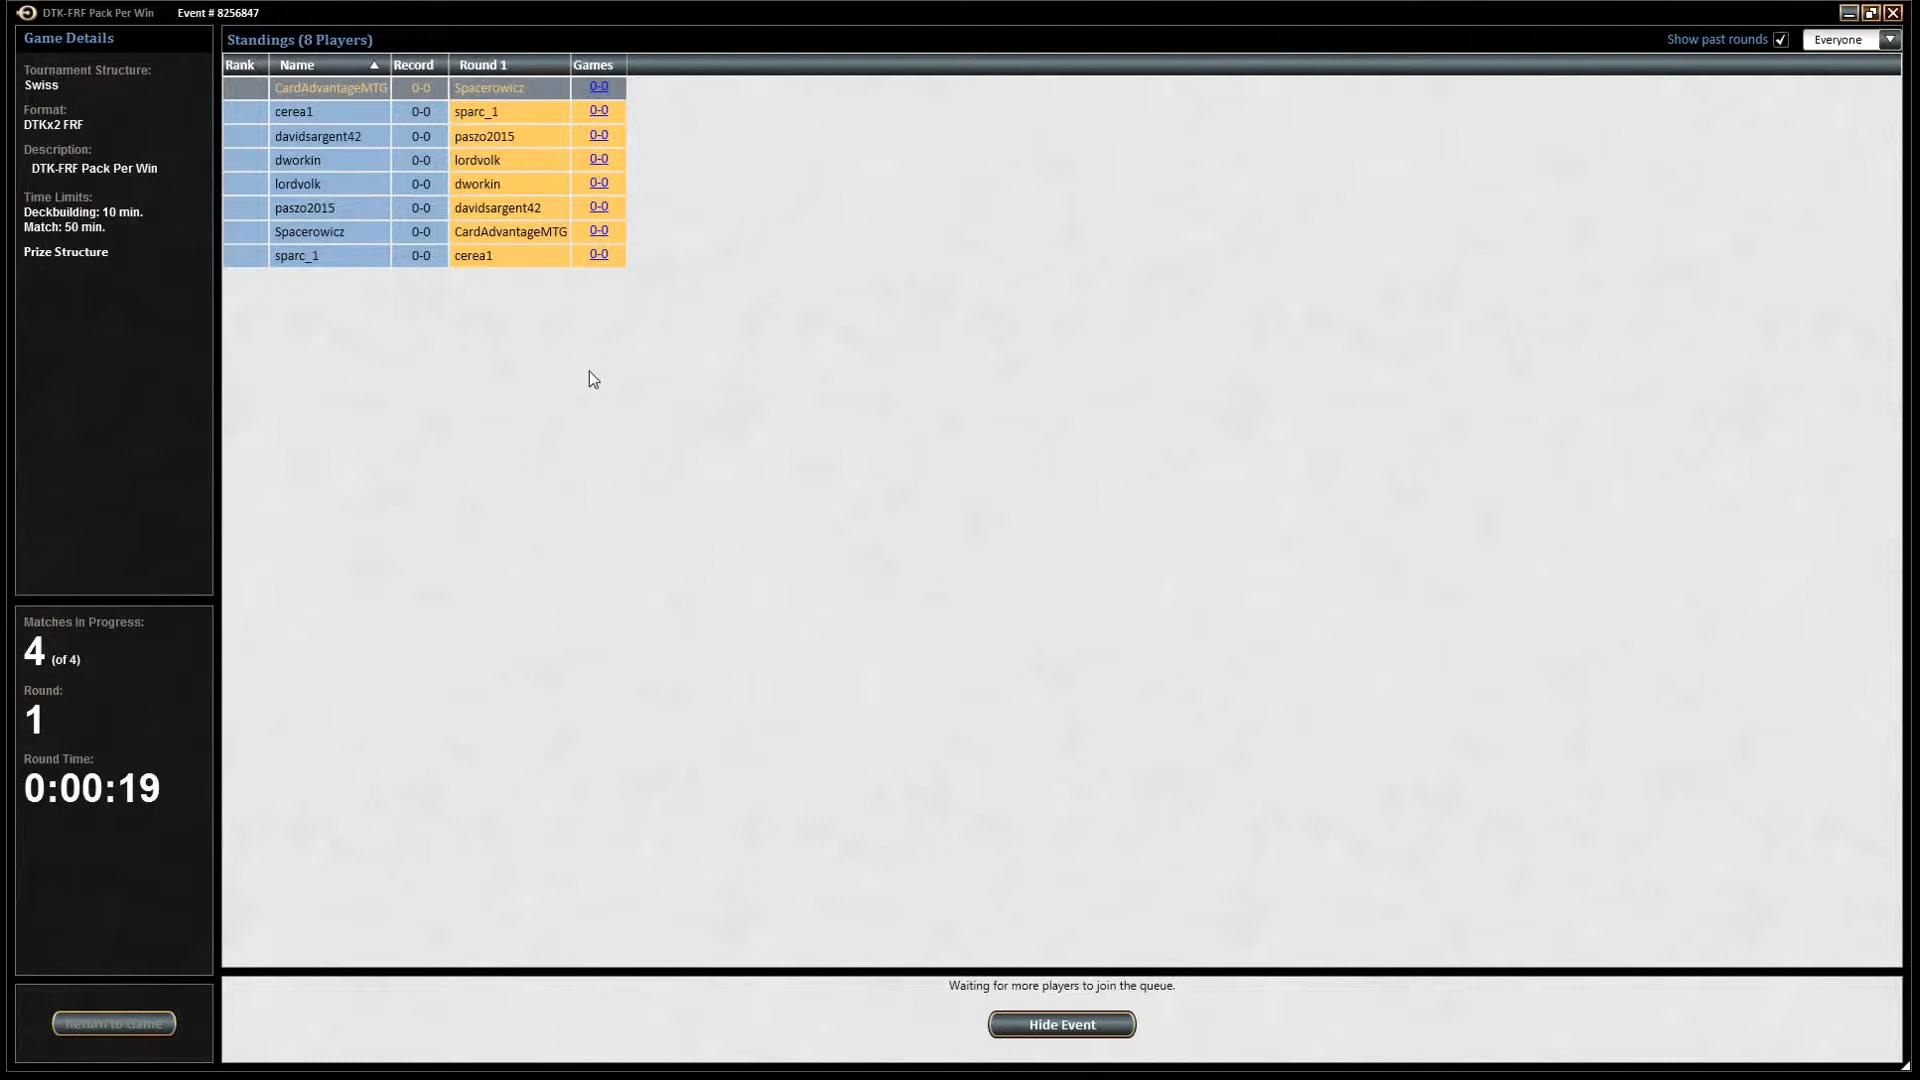 DTK-FRF Pack Per Win Event # 8256847
Game Details
Tournament Structure:
Swiss
Format:
DTKx2 FRF
Description:
DTK-FRF Pack Per Win
Time Limits:
Deckbuilding: 10 min.
Match: 50 min.
Prize Structure
Matches in Progress:
4 (of 4)
Round:
1
Round Time:
0:00:19
Return to Game
Standings (8 Players) Show past rounds Everyone
Rank Name Record Round 1 Games
CardAdvantageMTG 0-0 Spacerowicz 0-0
cerea1 0-0 sparc_1 0-0
davidsargent42 0-0 paszo2015 0-0
dworkin 0-0 lordvolk 0-0
lordvolk 0-0 dworkin 0-0
paszo2015 0-0 davidsargent42 0-0
Spacerowicz 0-0 CardAdvantageMTG 0-0
sparc_1 0-0 cerea1 0-0
Waiting for more players to join the queue.
Hide Event